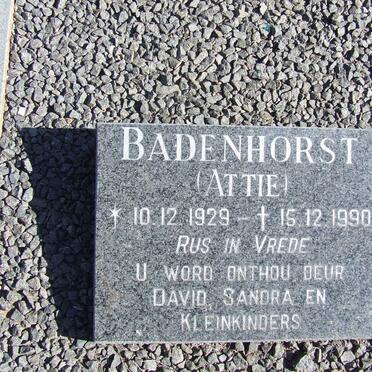 BADENHORST
(ATTIE)
* 10.12.1929 – † 15.12.1990
RUS IN VREDE
U WORD ONTHOU DEUR
DAVID, SANDRA EN
KLEINKINDERS